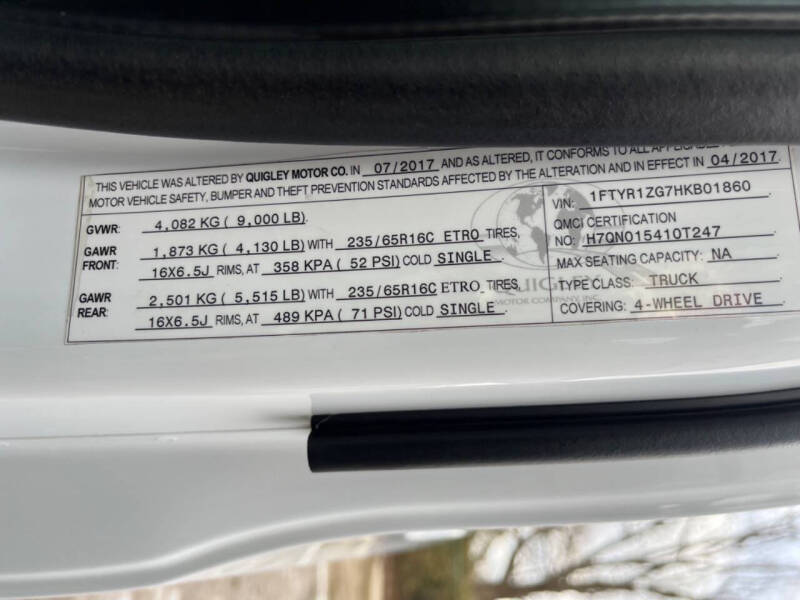 THIS VEHICLE WAS ALTERED BY QUIGLEY MOTOR CO. IN 07/2017 AND AS ALTERED, IT CONFORMS TO ALL APPLICABLE
MOTOR VEHICLE SAFETY, BUMPER AND THEFT PREVENTION STANDARDS AFFECTED BY THE ALTERATION AND IN EFFECT IN 04/2017.
GVWR: 4,082 KG ( 9,000 LB).
GAWR
FRONT: 1,873 KG ( 4,130 LB) WITH 235/65R16C ETRO TIRES,
16X6.5J RIMS, AT 358 KPA ( 52 PSI) COLD SINGLE.
GAWR
REAR: 2,501 KG ( 5,515 LB) WITH 235/65R16C ETRO TIRES,
16X6.5J RIMS, AT 489 KPA ( 71 PSI) COLD SINGLE.
QUIGLEY
MOTOR COMPANY, INC.
VIN: 1FTYR1ZG7HKB01860
QMCI CERTIFICATION
NO: H7QN015410T247
MAX SEATING CAPACITY: NA
TYPE CLASS: TRUCK
COVERING: 4-WHEEL DRIVE